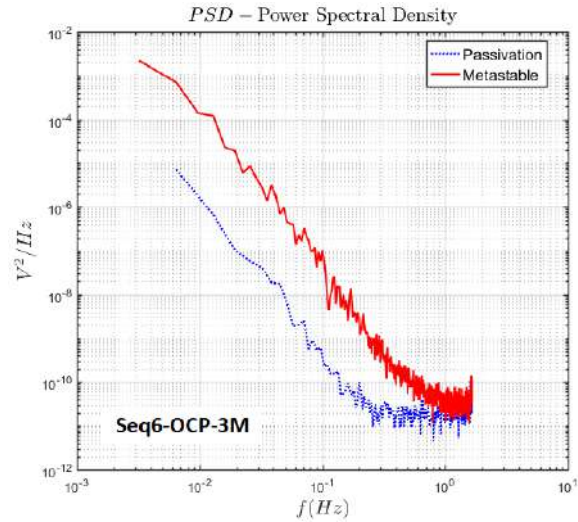 PSD − Power Spectral Density
Passivation
Metastable
10^-2
10^-4
10^-6
10^-8
10^-10
10^-12
V^2/Hz
Seq6-OCP-3M
10^-3
10^-2
10^-1
10^0
10^1
f(Hz)